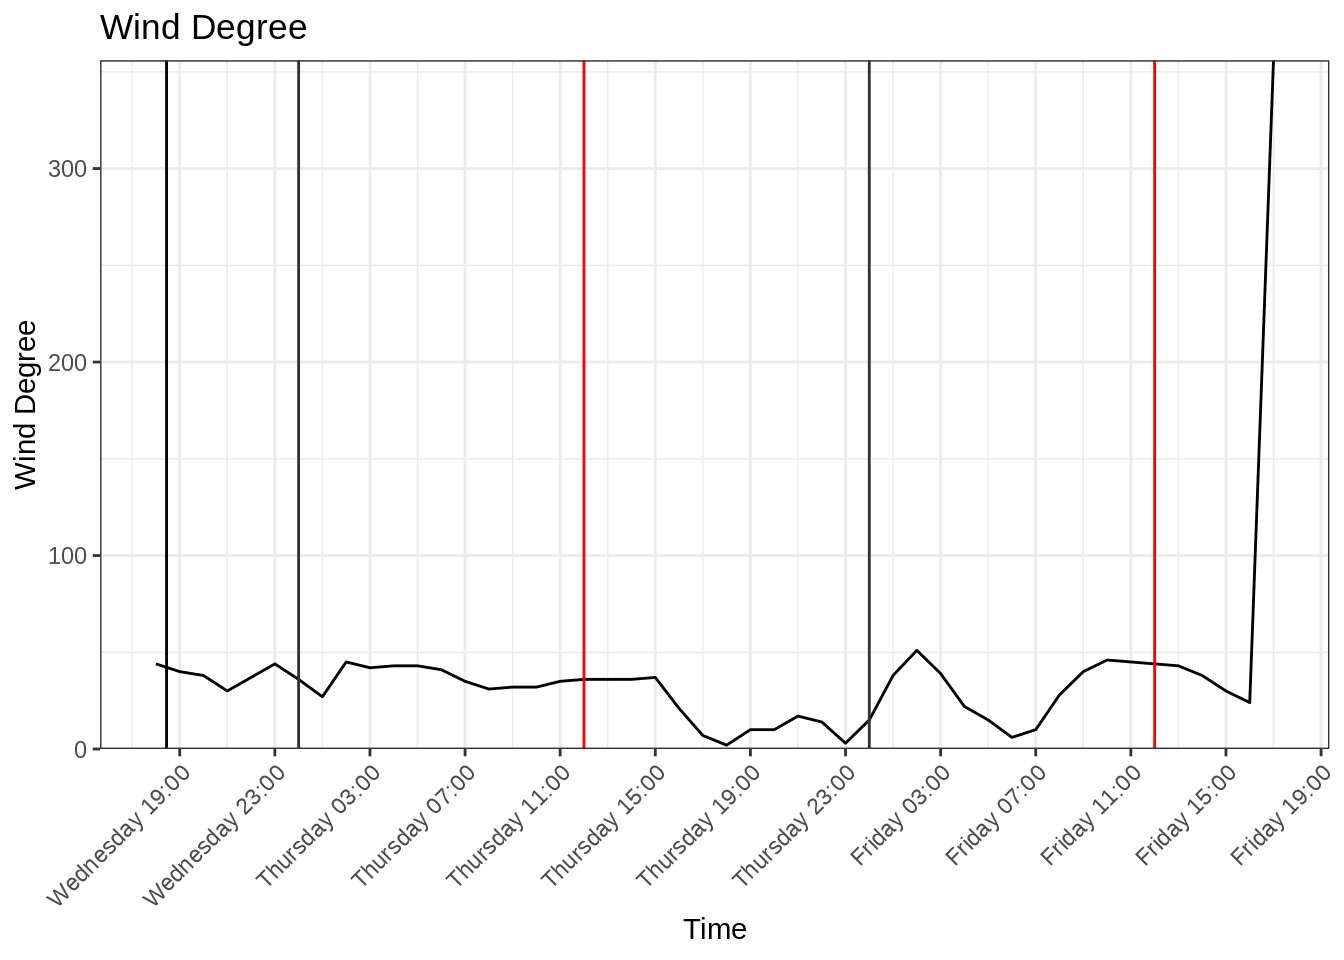 Wind Degree
Wind Degree
300
200
100
0
Wednesday 19:00
Wednesday 23:00
Thursday 03:00
Thursday 07:00
Thursday 11:00
Thursday 15:00
Thursday 19:00
Thursday 23:00
Friday 03:00
Friday 07:00
Friday 11:00
Friday 15:00
Friday 19:00
Time